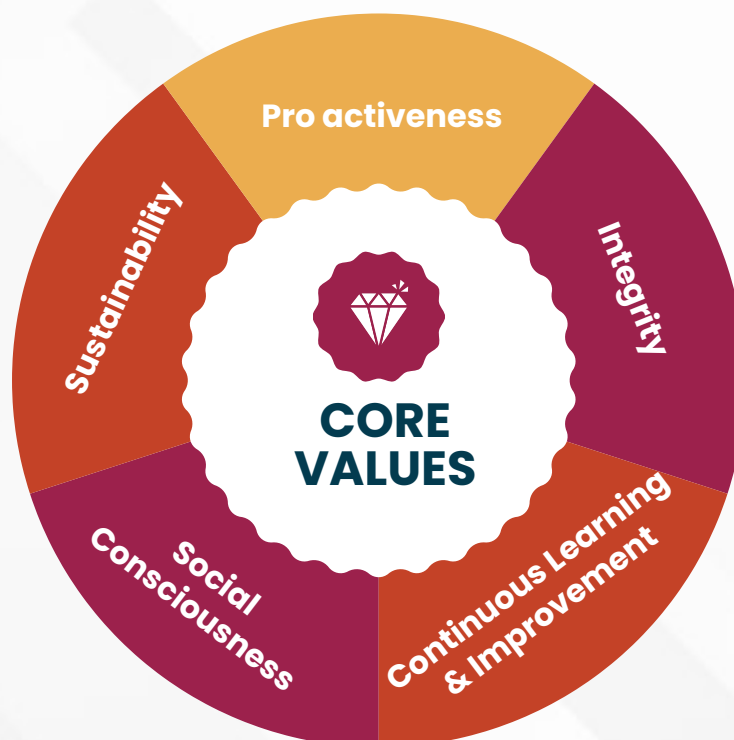 Pro activeness
Integrity
Continuous Learning
& Improvement
Social
Consciousness
Sustainability
CORE
VALUES